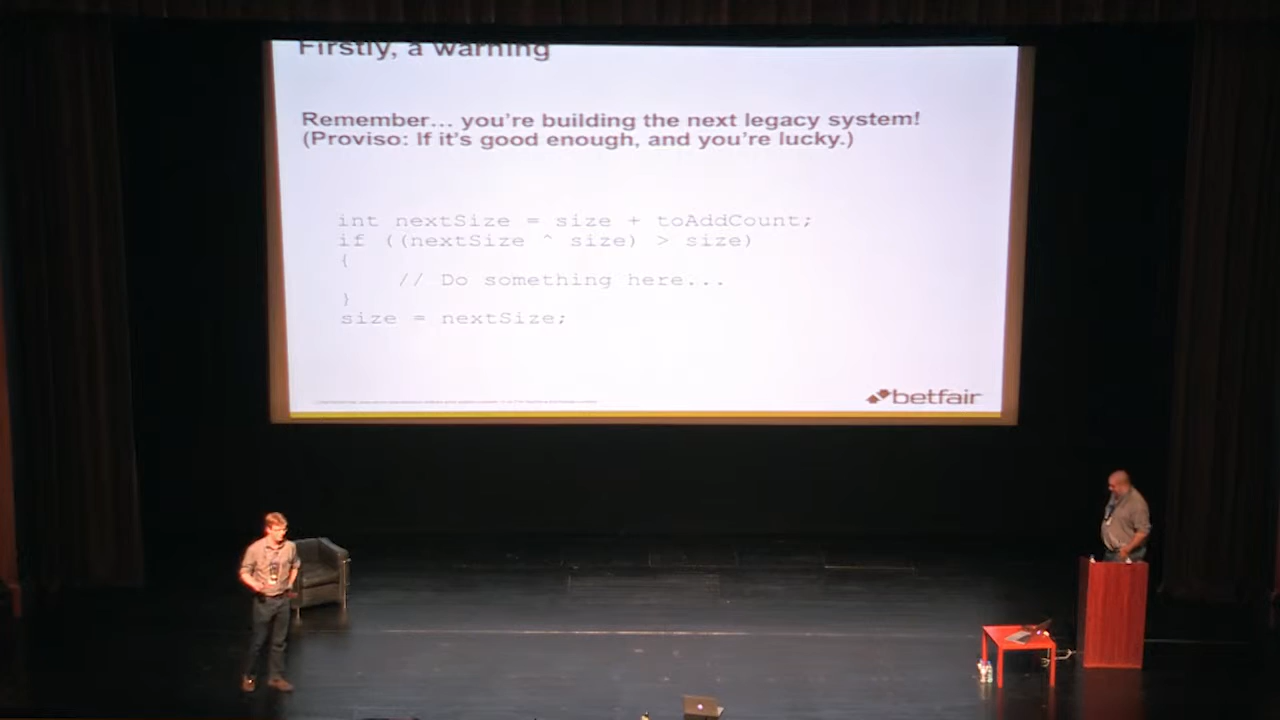 Firstly, a warning
Remember... you're building the next legacy system!
(Proviso: If it's good enough, and you're lucky.)
int nextSize = size + toAddCount;
if ((nextSize ^ size) > size)
{
// Do something here...
}
size = nextSize;
betfair